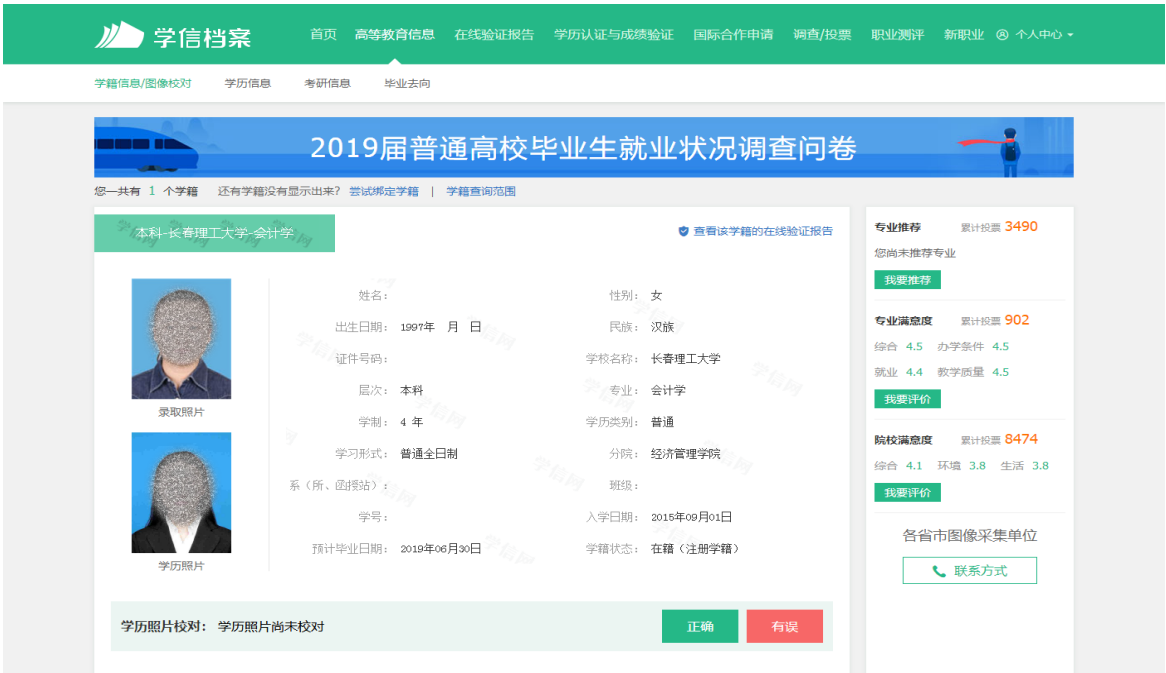 学信档案 首页 高等教育信息 在线验证报告 学历认证与成绩验证 国际合作申请 调查/投票 职业测评 新职业 个人中心
学籍信息/图像校对 学历信息 考研信息 毕业去向
2019届普通高校毕业生就业状况调查问卷
您一共有 1 个学籍 还有学籍没有显示出来? 尝试绑定学籍 | 学籍查询范围
本科-长春理工大学-会计学
查看该学籍的在线验证报告
录取照片
学历照片
姓名: 性别: 女
出生日期: 1997年 月 日 民族: 汉族
证件号码: 学校名称: 长春理工大学
层次: 本科 专业: 会计学
学制: 4 年 学历类别: 普通
学习形式: 普通全日制 分院: 经济管理学院
系（所、函授站）: 班级:
学号: 入学日期: 2015年09月01日
预计毕业日期: 2019年06月30日 学籍状态: 在籍（注册学籍）
学历照片校对: 学历照片尚未校对 正确 有误
专业推荐 累计投票 3490
您尚未推荐专业
我要推荐
专业满意度 累计投票 902
综合 4.5 办学条件 4.5
就业 4.4 教学质量 4.5
我要评价
院校满意度 累计投票 8474
综合 4.1 环境 3.8 生活 3.8
我要评价
各省市图像采集单位
联系方式
学信网